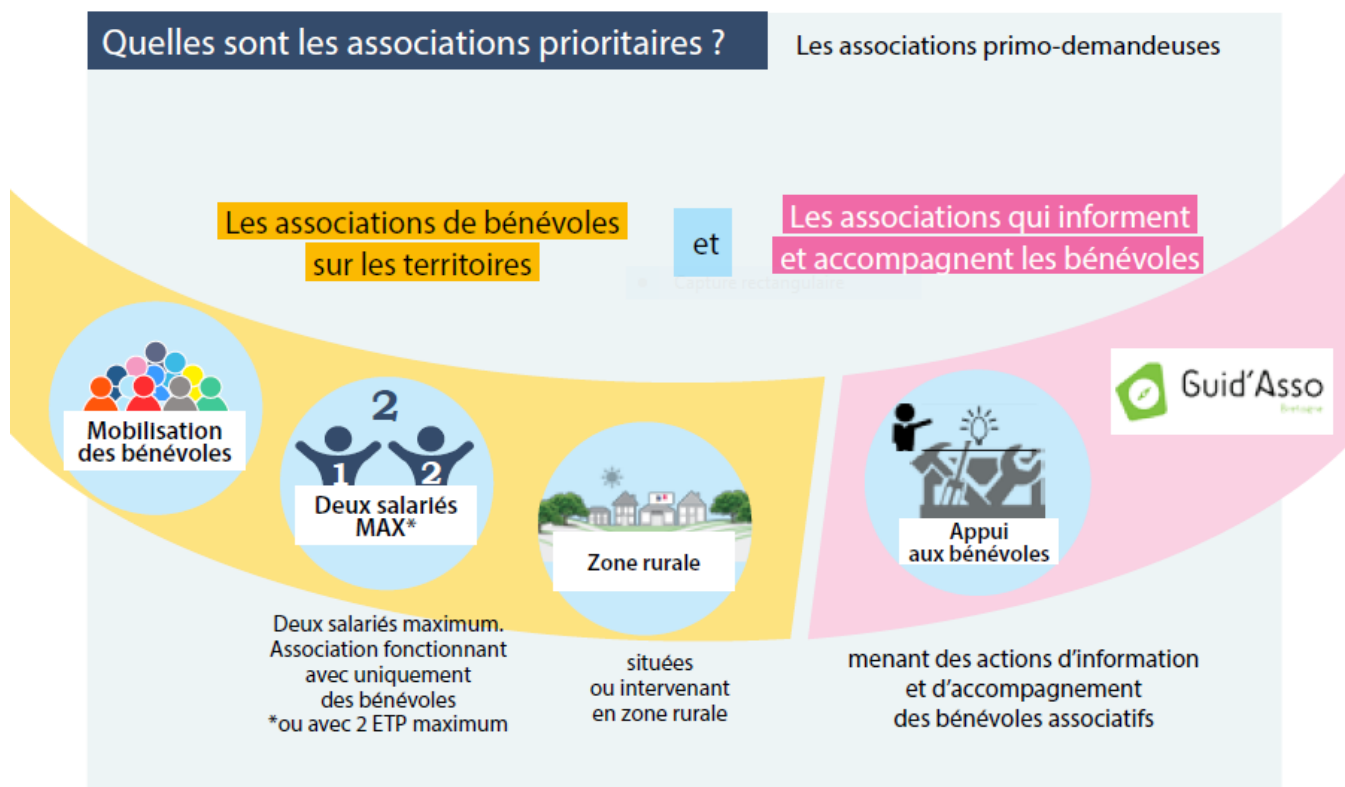 Quelles sont les associations prioritaires ?
Les associations primo-demandeuses
Les associations de bénévoles
sur les territoires
et
Les associations qui informent
et accompagnent les bénévoles
Capture rectangulaire
Mobilisation
des bénévoles
2
1 2
Deux salariés
MAX*
Zone rurale
Appui
aux bénévoles
Guid'Asso
Bretagne
Deux salariés maximum.
Association fonctionnant
avec uniquement
des bénévoles
*ou avec 2 ETP maximum
situées
ou intervenant
en zone rurale
menant des actions d'information
et d'accompagnement
des bénévoles associatifs